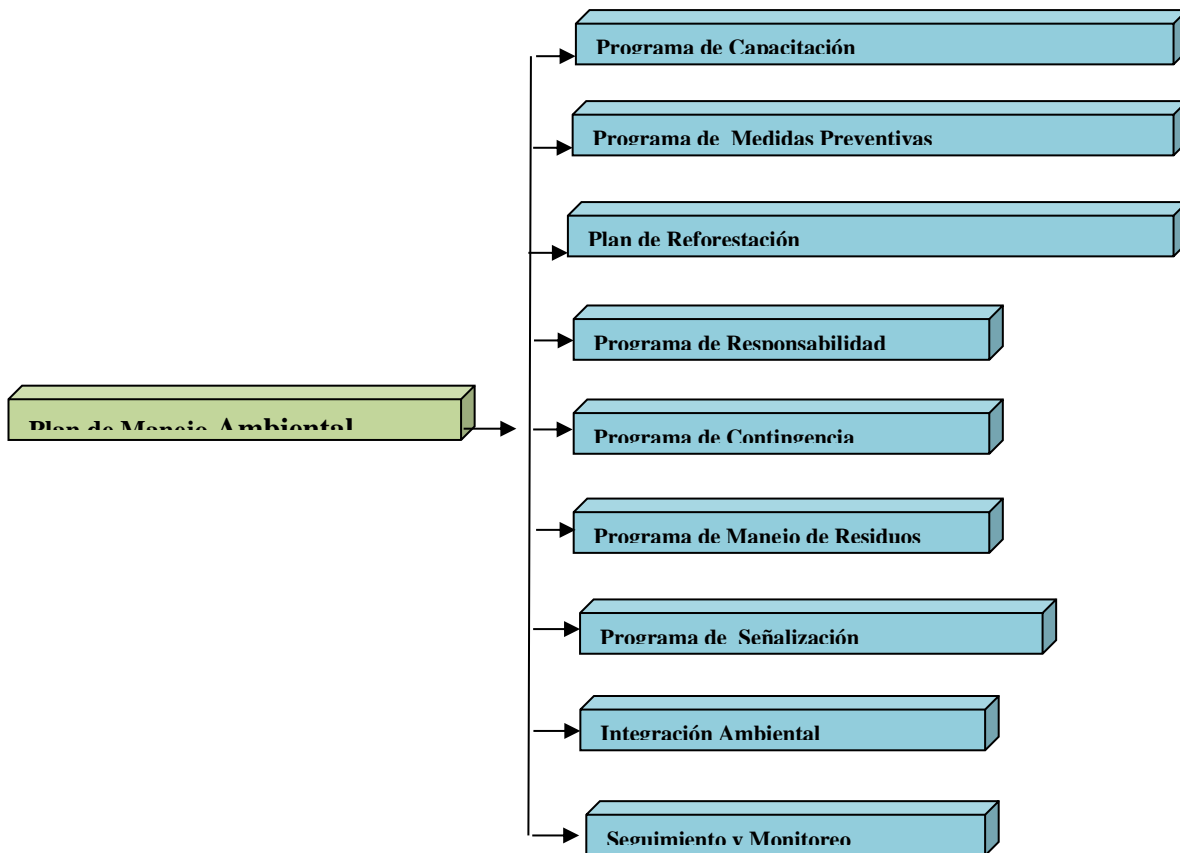 Programa de Capacitación
Programa de Medidas Preventivas
Plan de Reforestación
Programa de Responsabilidad
Plan de Manejo Ambiental
Programa de Contingencia
Programa de Manejo de Residuos
Programa de Señalización
Integración Ambiental
Seguimiento y Monitoreo